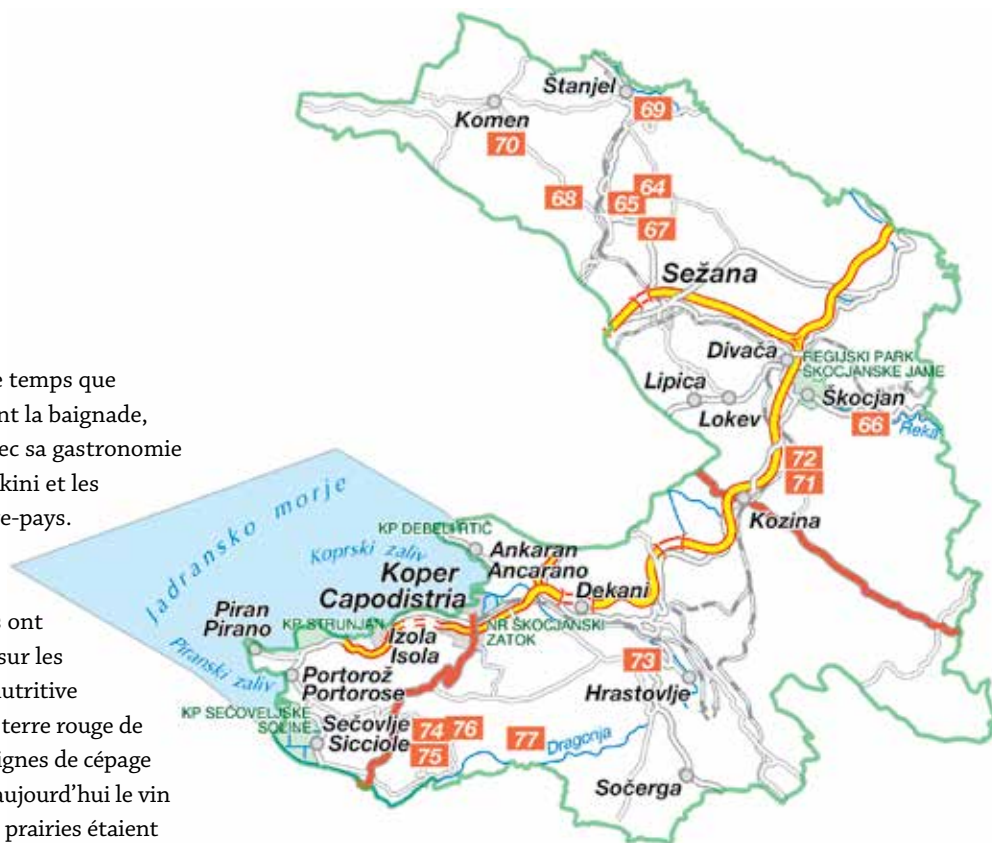 e temps que
nt la baignade,
ec sa gastronomie
kini et les
e-pays.
s ont
sur les
nutritive
terre rouge de
ignes de cépage
aujourd'hui le vin
prairies étaient
Štanjel
69
Komen
70
64
68
65
67
Sežana
Divača
REGIJSKI PARK
ŠKOCJANSKE JAME
Lipica
Škocjan
Lokev
66
Reka
72
71
Kozina
Jadransko morje
KP DEBELI RTIČ
Koprski zaliv
Ankaran
Ancarano
Koper
Capodistria
Dekani
Piran
Pirano
KP STRUNJAN
Izola
Isola
NR ŠKOCJANSKI
ZATOK
Piranski zaliv
Portorož
Portorose
73
Hrastovlje
KP SEČOVELJSKE
SOLINE
Sečovlje
Sicciole
74
76
75
77
Dragonja
Sočerga